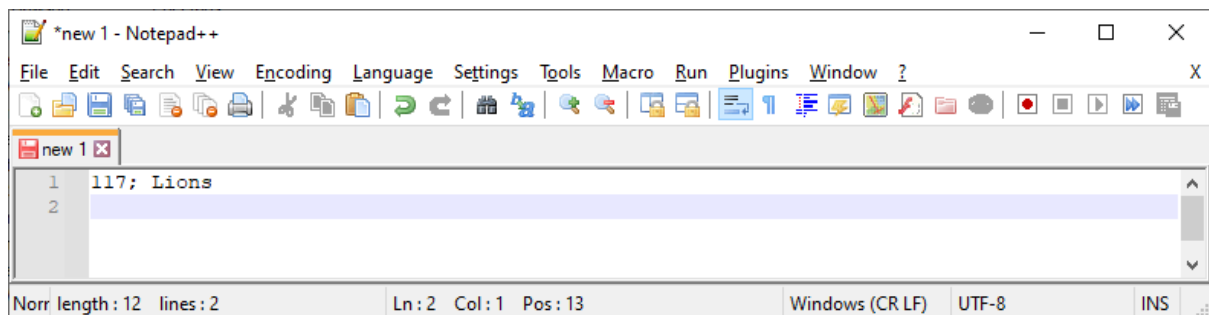 *new 1 - Notepad++
File Edit Search View Encoding Language Settings Tools Macro Run Plugins Window ? X
new 1
1 117; Lions
2
Norr length : 12 lines : 2 Ln : 2 Col : 1 Pos : 13 Windows (CR LF) UTF-8 INS